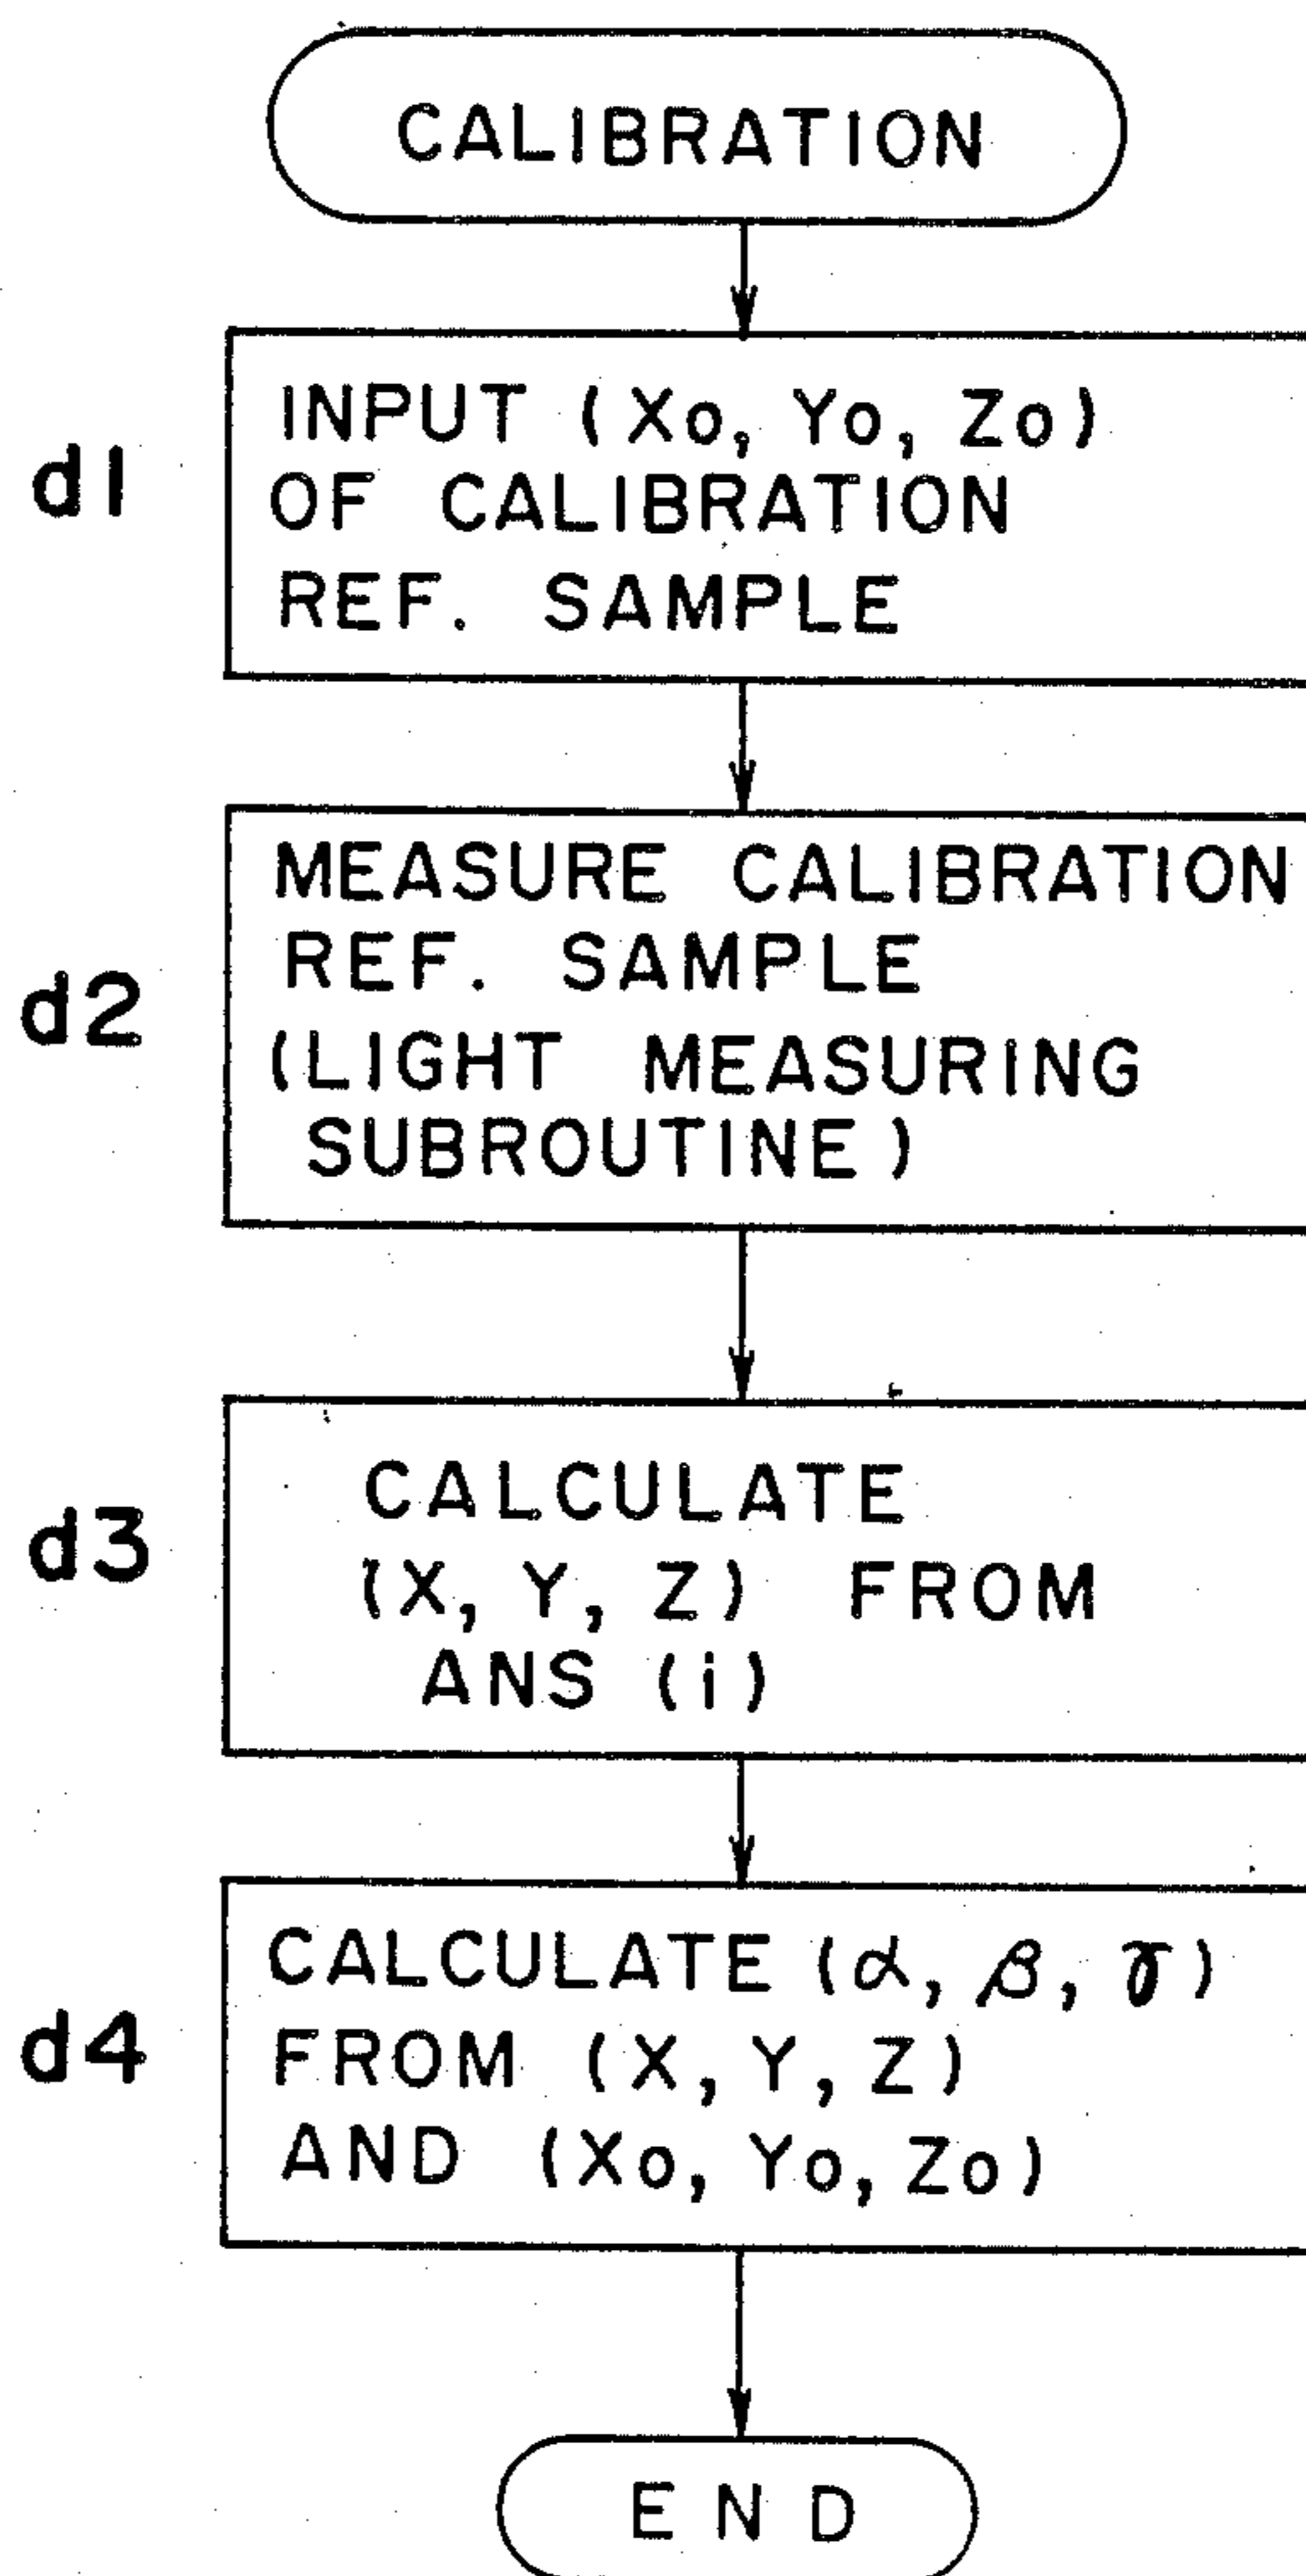 CALIBRATION
d1
INPUT (Xo, Yo, Zo)
OF CALIBRATION
REF. SAMPLE
d2
MEASURE CALIBRATION
REF. SAMPLE
(LIGHT MEASURING
SUBROUTINE)
d3
CALCULATE
(X, Y, Z) FROM
ANS (i)
d4
CALCULATE (α, β, γ)
FROM (X, Y, Z)
AND (Xo, Yo, Zo)
END